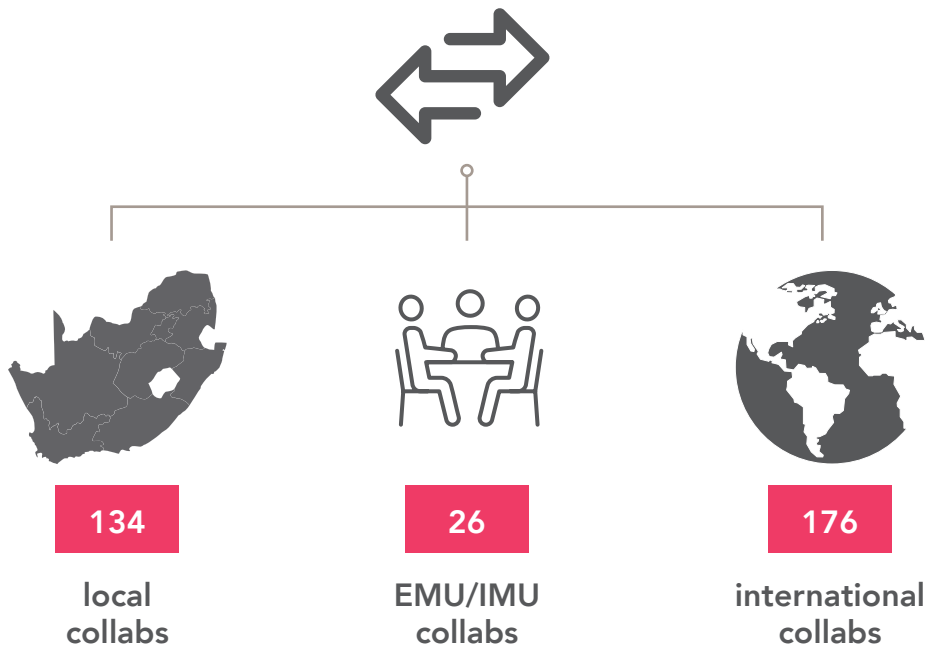 134
local
collabs
26
EMU/IMU
collabs
176
international
collabs